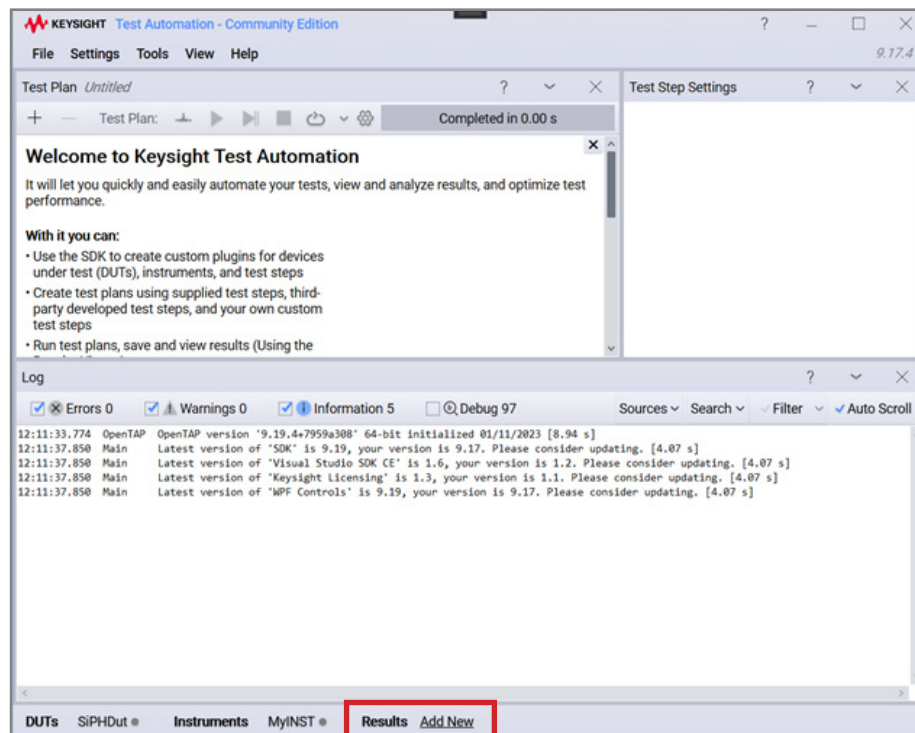 KEYSIGHT Test Automation - Community Edition
File Settings Tools View Help 9.17.4
Test Plan Untitled
Test Step Settings
Test Plan: Completed in 0.00 s
Welcome to Keysight Test Automation
It will let you quickly and easily automate your tests, view and analyze results, and optimize test
performance.
With it you can:
• Use the SDK to create custom plugins for devices
under test (DUTs), instruments, and test steps
• Create test plans using supplied test steps, third-
party developed test steps, and your own custom
test steps
• Run test plans, save and view results (Using the
Log
Errors 0 Warnings 0 Information 5 Debug 97 Sources Search Filter Auto Scroll
12:11:33.774 OpenTAP OpenTAP version '9.19.4+7959a308' 64-bit initialized 01/11/2023 [8.94 s]
12:11:37.850 Main Latest version of 'SDK' is 9.19, your version is 9.17. Please consider updating. [4.07 s]
12:11:37.850 Main Latest version of 'Visual Studio SDK CE' is 1.6, your version is 1.2. Please consider updating. [4.07 s]
12:11:37.850 Main Latest version of 'Keysight Licensing' is 1.3, your version is 1.1. Please consider updating. [4.07 s]
12:11:37.850 Main Latest version of 'WPF Controls' is 9.19, your version is 9.17. Please consider updating. [4.07 s]
DUTs SiPHDut Instruments MyINST Results Add New